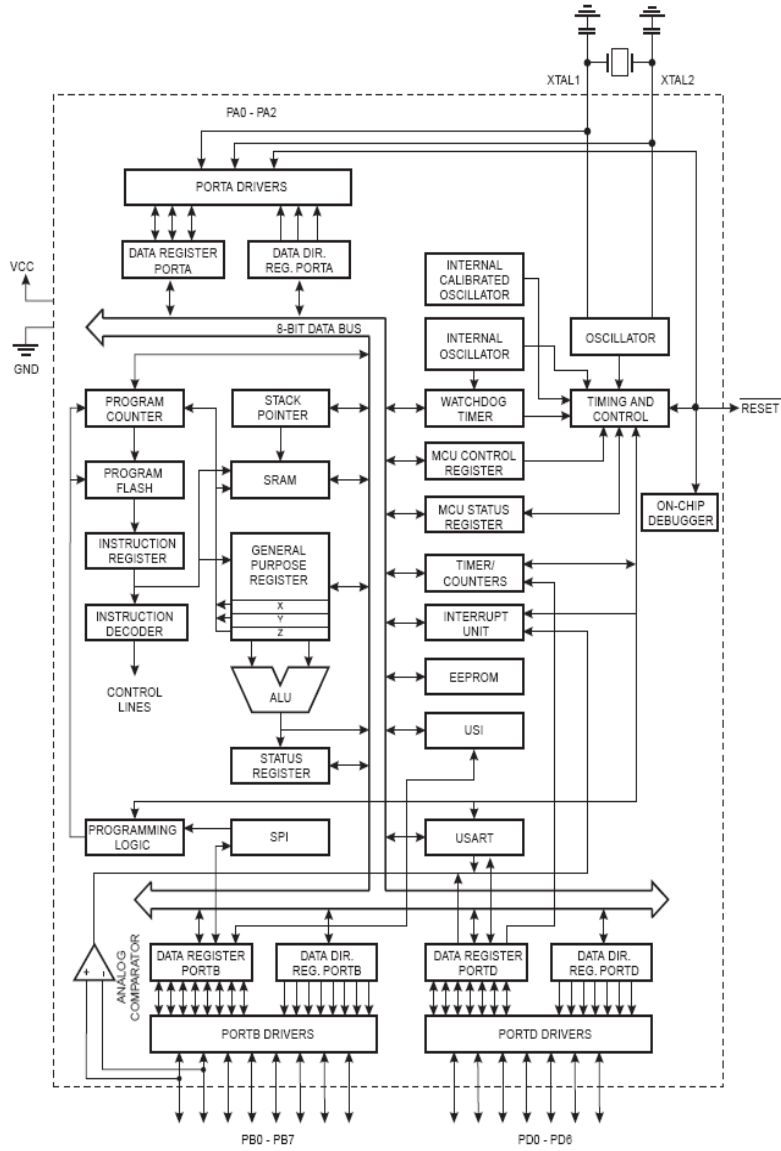 XTAL1
XTAL2
PA0 - PA2
PORTA DRIVERS
DATA REGISTER
PORTA
DATA DIR.
REG. PORTA
VCC
GND
8-BIT DATA BUS
INTERNAL
CALIBRATED
OSCILLATOR
INTERNAL
OSCILLATOR
OSCILLATOR
PROGRAM
COUNTER
STACK
POINTER
WATCHDOG
TIMER
TIMING AND
CONTROL
RESET
PROGRAM
FLASH
SRAM
MCU CONTROL
REGISTER
MCU STATUS
REGISTER
ON-CHIP
DEBUGGER
INSTRUCTION
REGISTER
GENERAL
PURPOSE
REGISTER
X
Y
Z
TIMER/
COUNTERS
INSTRUCTION
DECODER
INTERRUPT
UNIT
CONTROL
LINES
ALU
EEPROM
USI
STATUS
REGISTER
PROGRAMMING
LOGIC
SPI
USART
ANALOG
COMPARATOR
+
-
DATA REGISTER
PORTB
DATA DIR.
REG. PORTB
DATA REGISTER
PORTD
DATA DIR.
REG. PORTD
PORTB DRIVERS
PORTD DRIVERS
PB0 - PB7
PD0 - PD6